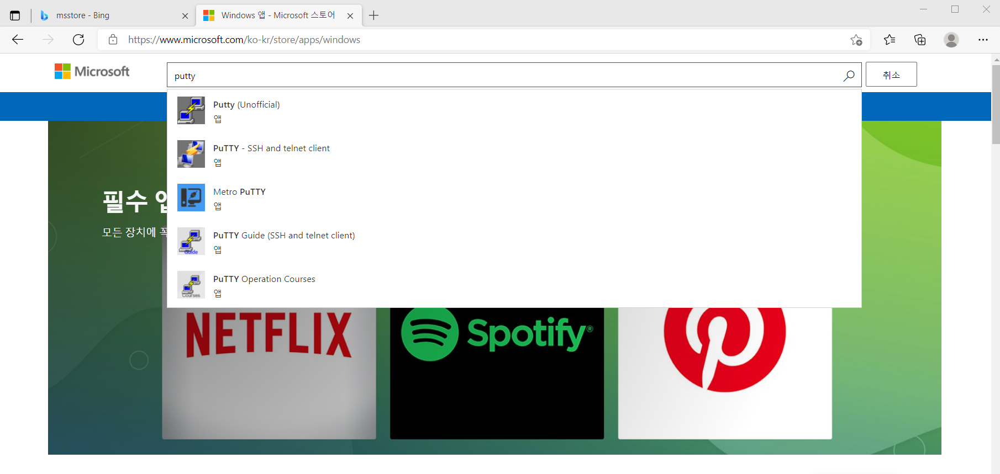 msstore - Bing
Windows 앱 - Microsoft 스토어
https://www.microsoft.com/ko-kr/store/apps/windows
Microsoft
putty
취소
Putty (Unofficial)
앱
PuTTY - SSH and telnet client
앱
Metro PuTTY
앱
PuTTY Guide (SSH and telnet client)
앱
Guide
PuTTY Operation Courses
앱
Courses
필수
모든 장치에
NETFLIX
Spotify®